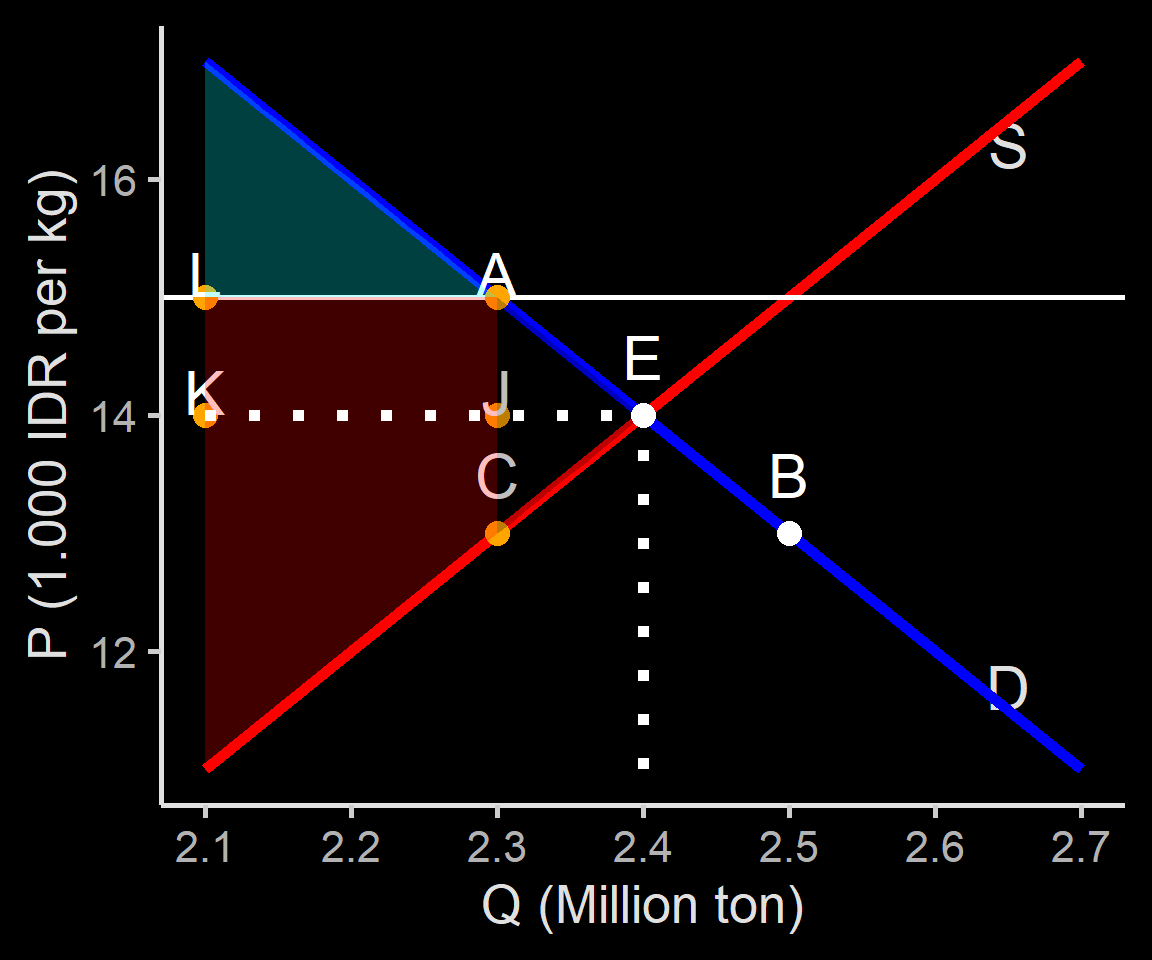 P (1.000 IDR per kg)
16
14
12
S
L
A
E
K
J
C
B
D
2.1
2.2
2.3
2.4
2.5
2.6
2.7
Q (Million ton)